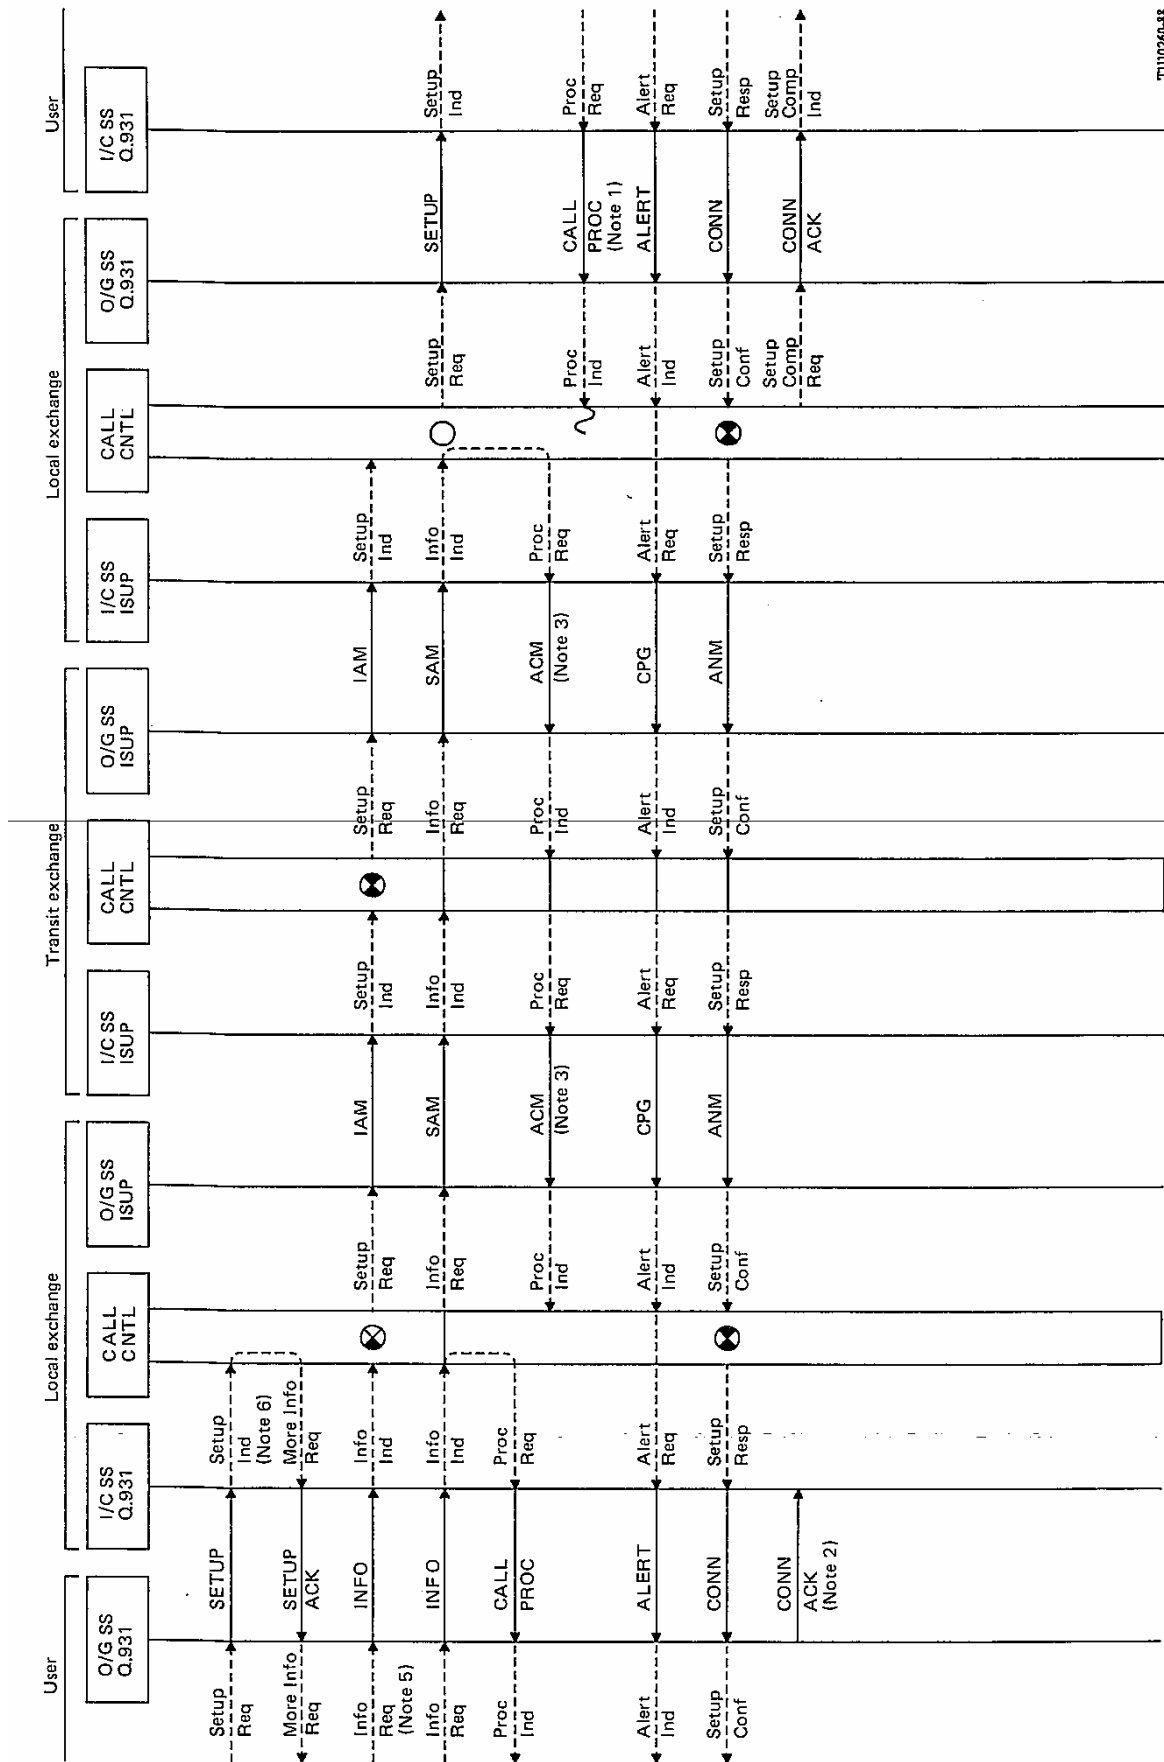 User
Local exchange
Transit exchange
Local exchange
User
O/G SS
Q.931
I/C SS
Q.931
CALL
CNTL
O/G SS
ISUP
I/C SS
ISUP
CALL
CNTL
O/G SS
ISUP
I/C SS
ISUP
CALL
CNTL
O/G SS
Q.931
I/C SS
Q.931
Setup
Req
SETUP
Setup
Ind
(Note 6)
More Info
Req
SETUP
ACK
More Info
Req
Info
Req
(Note 5)
INFO
Info
Ind
Setup
Req
IAM
Setup
Ind
Setup
Req
IAM
Setup
Ind
Info
Req
INFO
Info
Ind
Info
Req
SAM
Info
Ind
Info
Req
SAM
Info
Ind
Setup
Req
SETUP
Setup
Ind
Proc
Ind
CALL
PROC
Proc
Req
Proc
Ind
ACM
(Note 3)
Proc
Req
Proc
Ind
ACM
(Note 3)
Proc
Req
Proc
Ind
CALL
PROC
(Note 1)
Proc
Req
Alert
Ind
ALERT
Alert
Req
Alert
Ind
CPG
Alert
Req
Alert
Ind
CPG
Alert
Req
Alert
Ind
ALERT
Alert
Req
Setup
Conf
CONN
Setup
Resp
Setup
Conf
ANM
Setup
Resp
Setup
Conf
ANM
Setup
Resp
Setup
Conf
CONN
Setup
Resp
CONN
ACK
(Note 2)
Setup
Comp
Req
CONN
ACK
Setup
Comp
Ind
T1110260-88